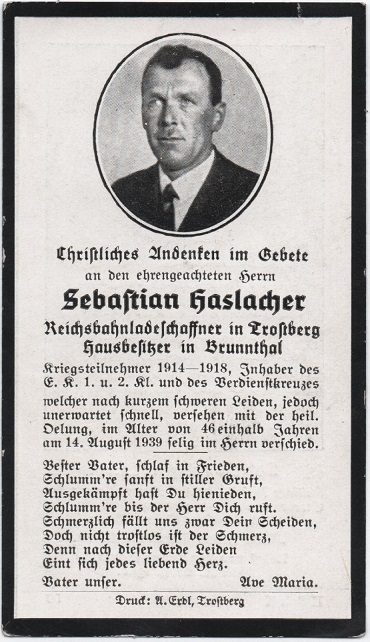 Christliches Andenken im Gebete
an den ehrengeachteten Herrn
Sebastian Haslacher
Reichsbahnladeschaffner in Trostberg
Hausbesitzer in Brunnthal
Kriegsteilnehmer 1914—1918, Inhaber des
E. K. 1. u. 2. Kl. und des Verdienstkreuzes
welcher nach kurzem schweren Leiden, jedoch
unerwartet schnell, versehen mit der heil.
Oelung, im Alter von 46 einhalb Jahren
am 14. August 1939 selig im Herrn verschied.
Bester Vater, schlaf in Frieden,
Schlumm're sanft in stiller Gruft,
Ausgekämpft hast Du hienieden,
Schlumm're bis der Herr Dich ruft.
Schmerzlich fällt uns zwar Dein Scheiden,
Doch nicht trostlos ist der Schmerz,
Denn nach dieser Erde Leiden
Eint sich jedes liebend Herz.
Vater unser. Ave Maria.
Druck: A. Erdl, Trostberg